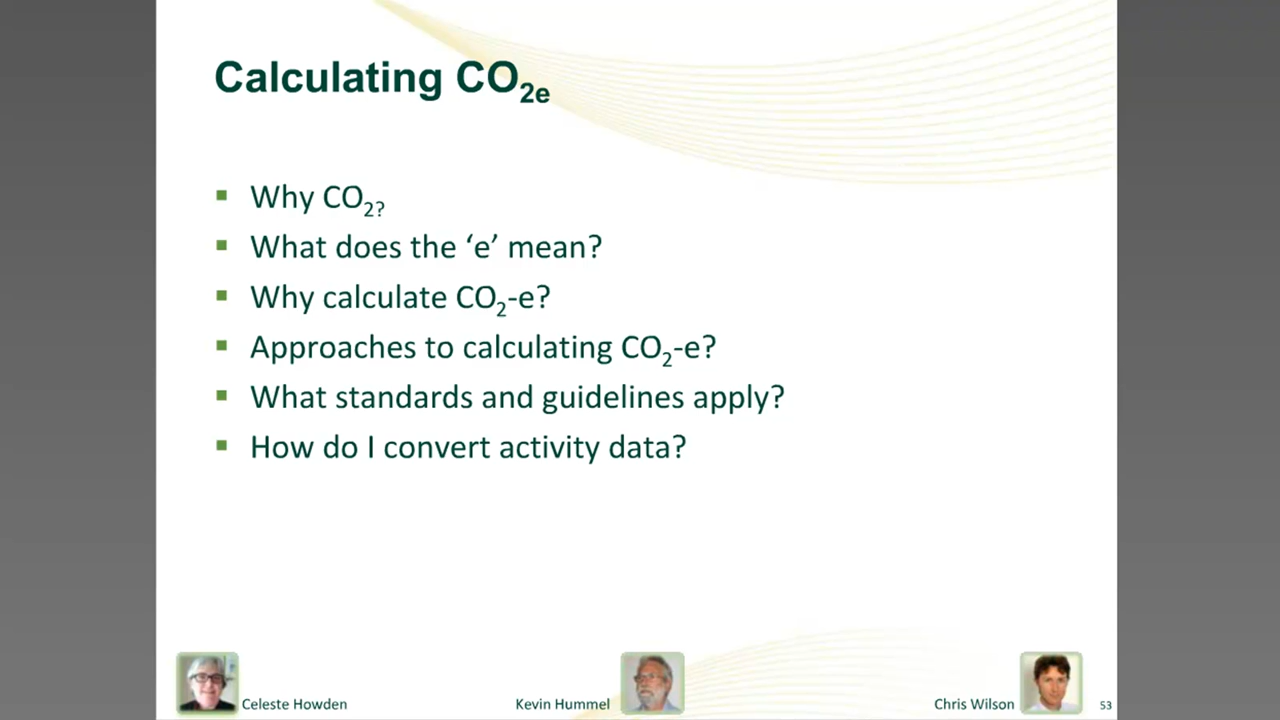 Calculating CO2e
Why CO2?
What does the ‘e’ mean?
Why calculate CO2-e?
Approaches to calculating CO2-e?
What standards and guidelines apply?
How do I convert activity data?
Celeste Howden
Kevin Hummel
Chris Wilson
53